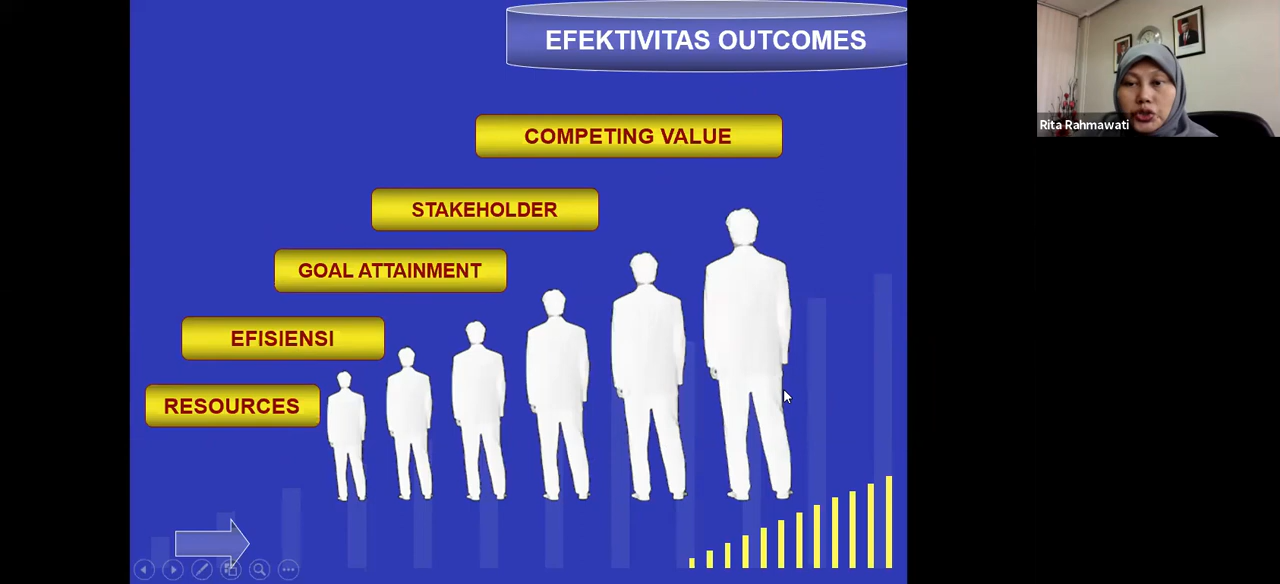 EFEKTIVITAS OUTCOMES
COMPETING VALUE
STAKEHOLDER
GOAL ATTAINMENT
EFISIENSI
RESOURCES
Rita Rahmawati